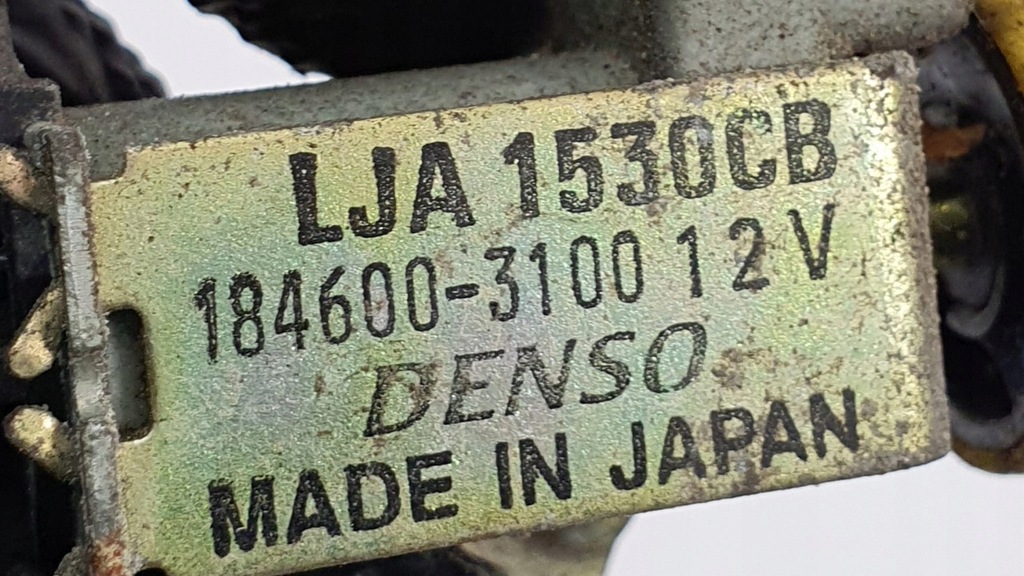 LJA 1530CB
184600-3100 12V
DENSO
MADE IN JAPAN